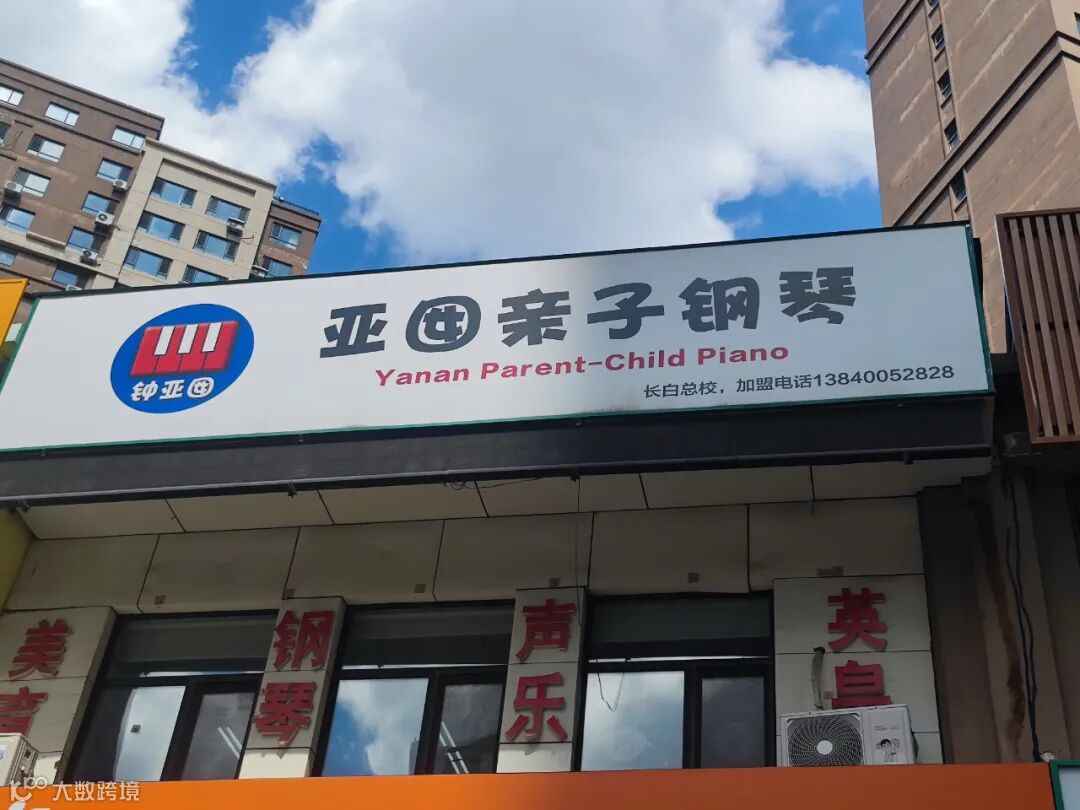 亚囡亲子钢琴
Yanan Parent-Child Piano
长白总校，加盟电话13840052828
钟亚囡
美育
钢琴
声乐
英皇
大数跨境